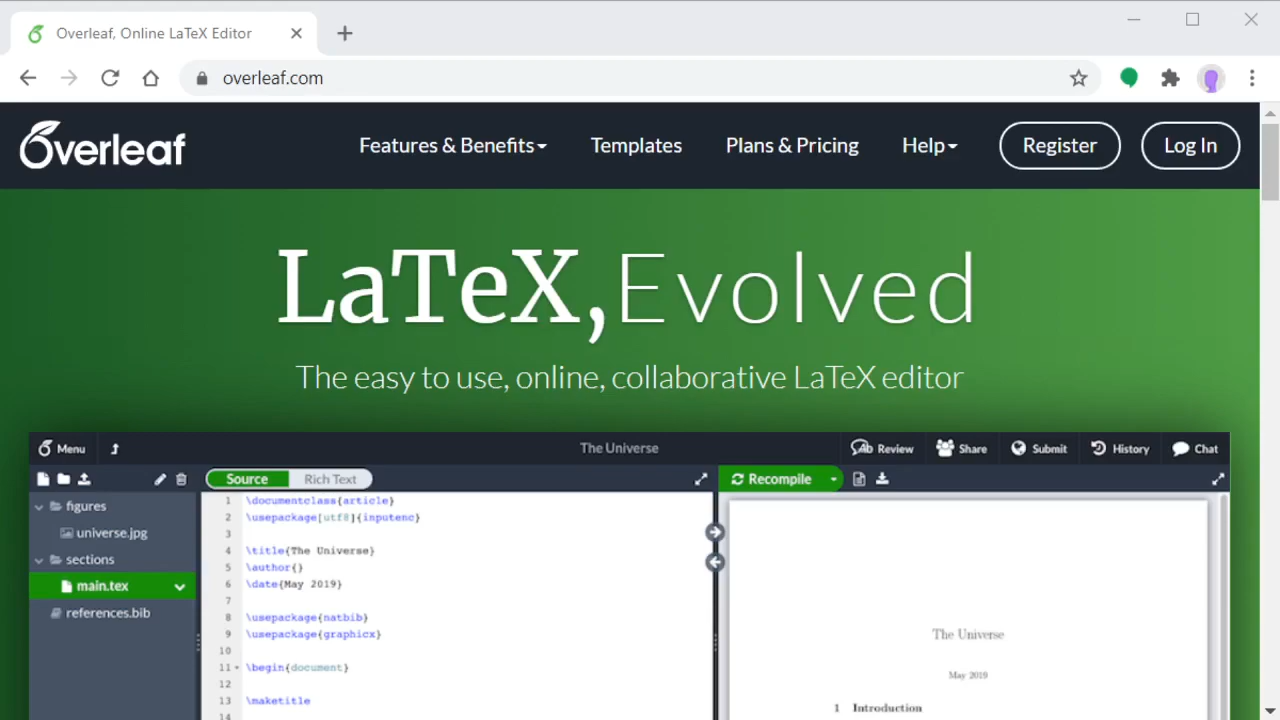 Overleaf, Online LaTeX Editor
overleaf.com
Overleaf Features & Benefits Templates Plans & Pricing Help Register Log In
LaTeX, Evolved
The easy to use, online, collaborative LaTeX editor
Menu The Universe Review Share Submit History Chat
Source Rich Text Recompile
figures
universe.jpg
sections
main.tex
references.bib
1 \documentclass{article}
2 \usepackage[utf8]{inputenc}
3
4 \title{The Universe}
5 \author{}
6 \date{May 2019}
7
8 \usepackage{natbib}
9 \usepackage{graphicx}
10
11 \begin{document}
12
13 \maketitle
14
The Universe
May 2019
1 Introduction